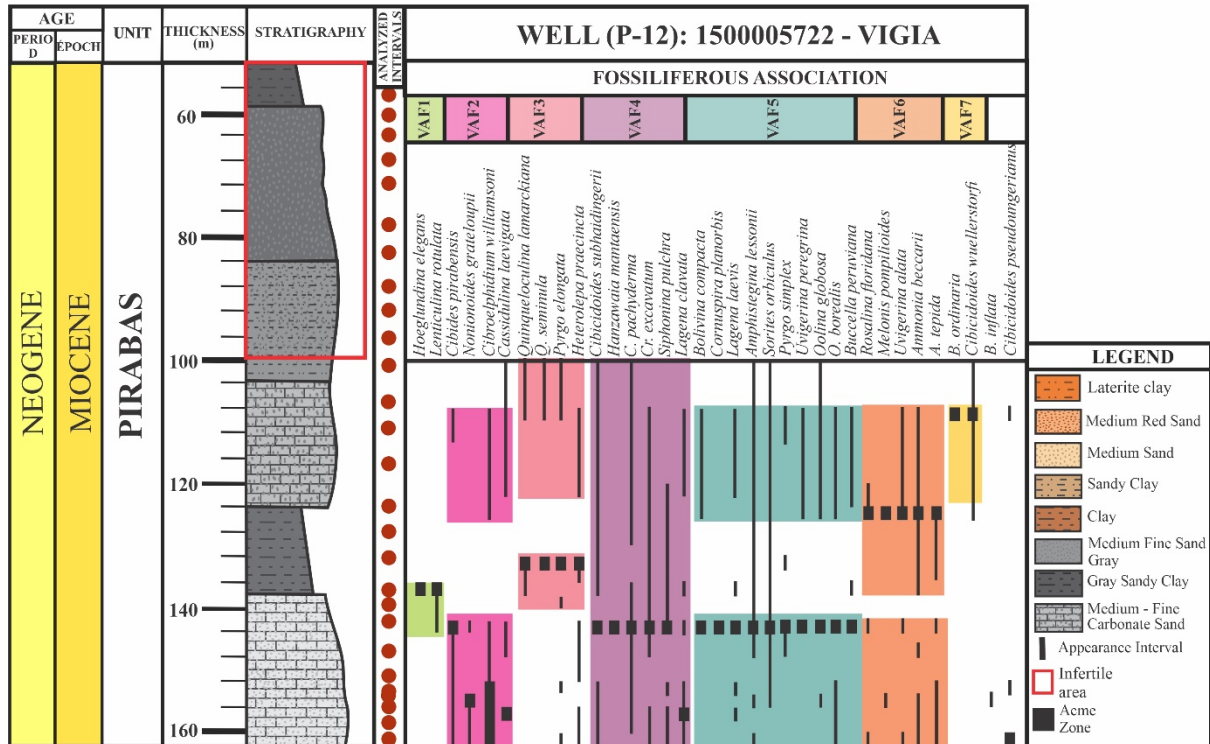 AGE
PERIO
D
ÉPOCH
UNIT
THICKNESS
(m)
STRATIGRAPHY
ANALYZED
INTERVALS
WELL (P-12): 1500005722 - VIGIA
FOSSILIFEROUS ASSOCIATION
VAF1
VAF2
VAF3
VAF4
VAF5
VAF6
VAF7
Hoeglundina elegans
Lenticulina rotulata
Cibides pirabensis
Nonionoides grateloupii
Cibroelphidium williamsoni
Cassidulina laevigata
Quinqueloculina lamarckiana
Q. seminula
Pyrgo elongata
Heterolepa praecincta
Cibicidoides subhaidingerii
Hanzawaia mantaensis
C. pachyderma
Cr. excavatum
Siphonina pulchra
Lagena clavata
Bolivina compacta
Cornuspira planorbis
Lagena laevis
Amphistegina lessonii
Sorites orbiculus
Pyrgo simplex
Uvigerina peregrina
Oolina globosa
O. borealis
Buccella peruviana
Rosalina floridana
Melonis pompilioides
Uvigerina alata
Ammonia beccarii
A. tepida
B. ordinaria
Cibicidoides wuellerstorfi
B. inflata
Cibicidoides pseudoungerianus
NEOGENE
MIOCENE
PIRABAS
60
80
100
120
140
160
LEGEND
Laterite clay
Medium Red Sand
Medium Sand
Sandy Clay
Clay
Medium Fine Sand
Gray
Gray Sandy Clay
Medium - Fine
Carbonate Sand
Appearance Interval
Infertile
area
Acme
Zone